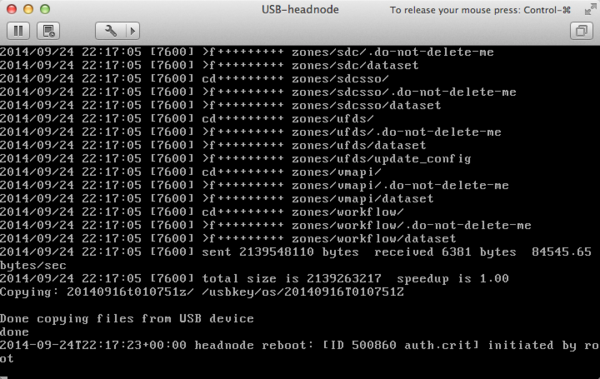 USB-headnode
To release your mouse press: Control-⌘
2014/09/24 22:17:05 [7600] >f+++++++++ zones/sdc/.do-not-delete-me
2014/09/24 22:17:05 [7600] >f+++++++++ zones/sdc/dataset
2014/09/24 22:17:05 [7600] cd+++++++++ zones/sdcsso/
2014/09/24 22:17:05 [7600] >f+++++++++ zones/sdcsso/.do-not-delete-me
2014/09/24 22:17:05 [7600] >f+++++++++ zones/sdcsso/dataset
2014/09/24 22:17:05 [7600] cd+++++++++ zones/ufds/
2014/09/24 22:17:05 [7600] >f+++++++++ zones/ufds/.do-not-delete-me
2014/09/24 22:17:05 [7600] >f+++++++++ zones/ufds/dataset
2014/09/24 22:17:05 [7600] >f+++++++++ zones/ufds/update_config
2014/09/24 22:17:05 [7600] cd+++++++++ zones/vmapi/
2014/09/24 22:17:05 [7600] >f+++++++++ zones/vmapi/.do-not-delete-me
2014/09/24 22:17:05 [7600] >f+++++++++ zones/vmapi/dataset
2014/09/24 22:17:05 [7600] cd+++++++++ zones/workflow/
2014/09/24 22:17:05 [7600] >f+++++++++ zones/workflow/.do-not-delete-me
2014/09/24 22:17:05 [7600] >f+++++++++ zones/workflow/dataset
2014/09/24 22:17:05 [7600] sent 2139548110 bytes  received 6381 bytes  84545.65
bytes/sec
2014/09/24 22:17:05 [7600] total size is 2139263217  speedup is 1.00
Copying: 20140916t010751z/ /usbkey/os/20140916T010751Z
Done copying files from USB device
done
2014-09-24T22:17:23+00:00 headnode reboot: [ID 500860 auth.crit] initiated by ro
ot